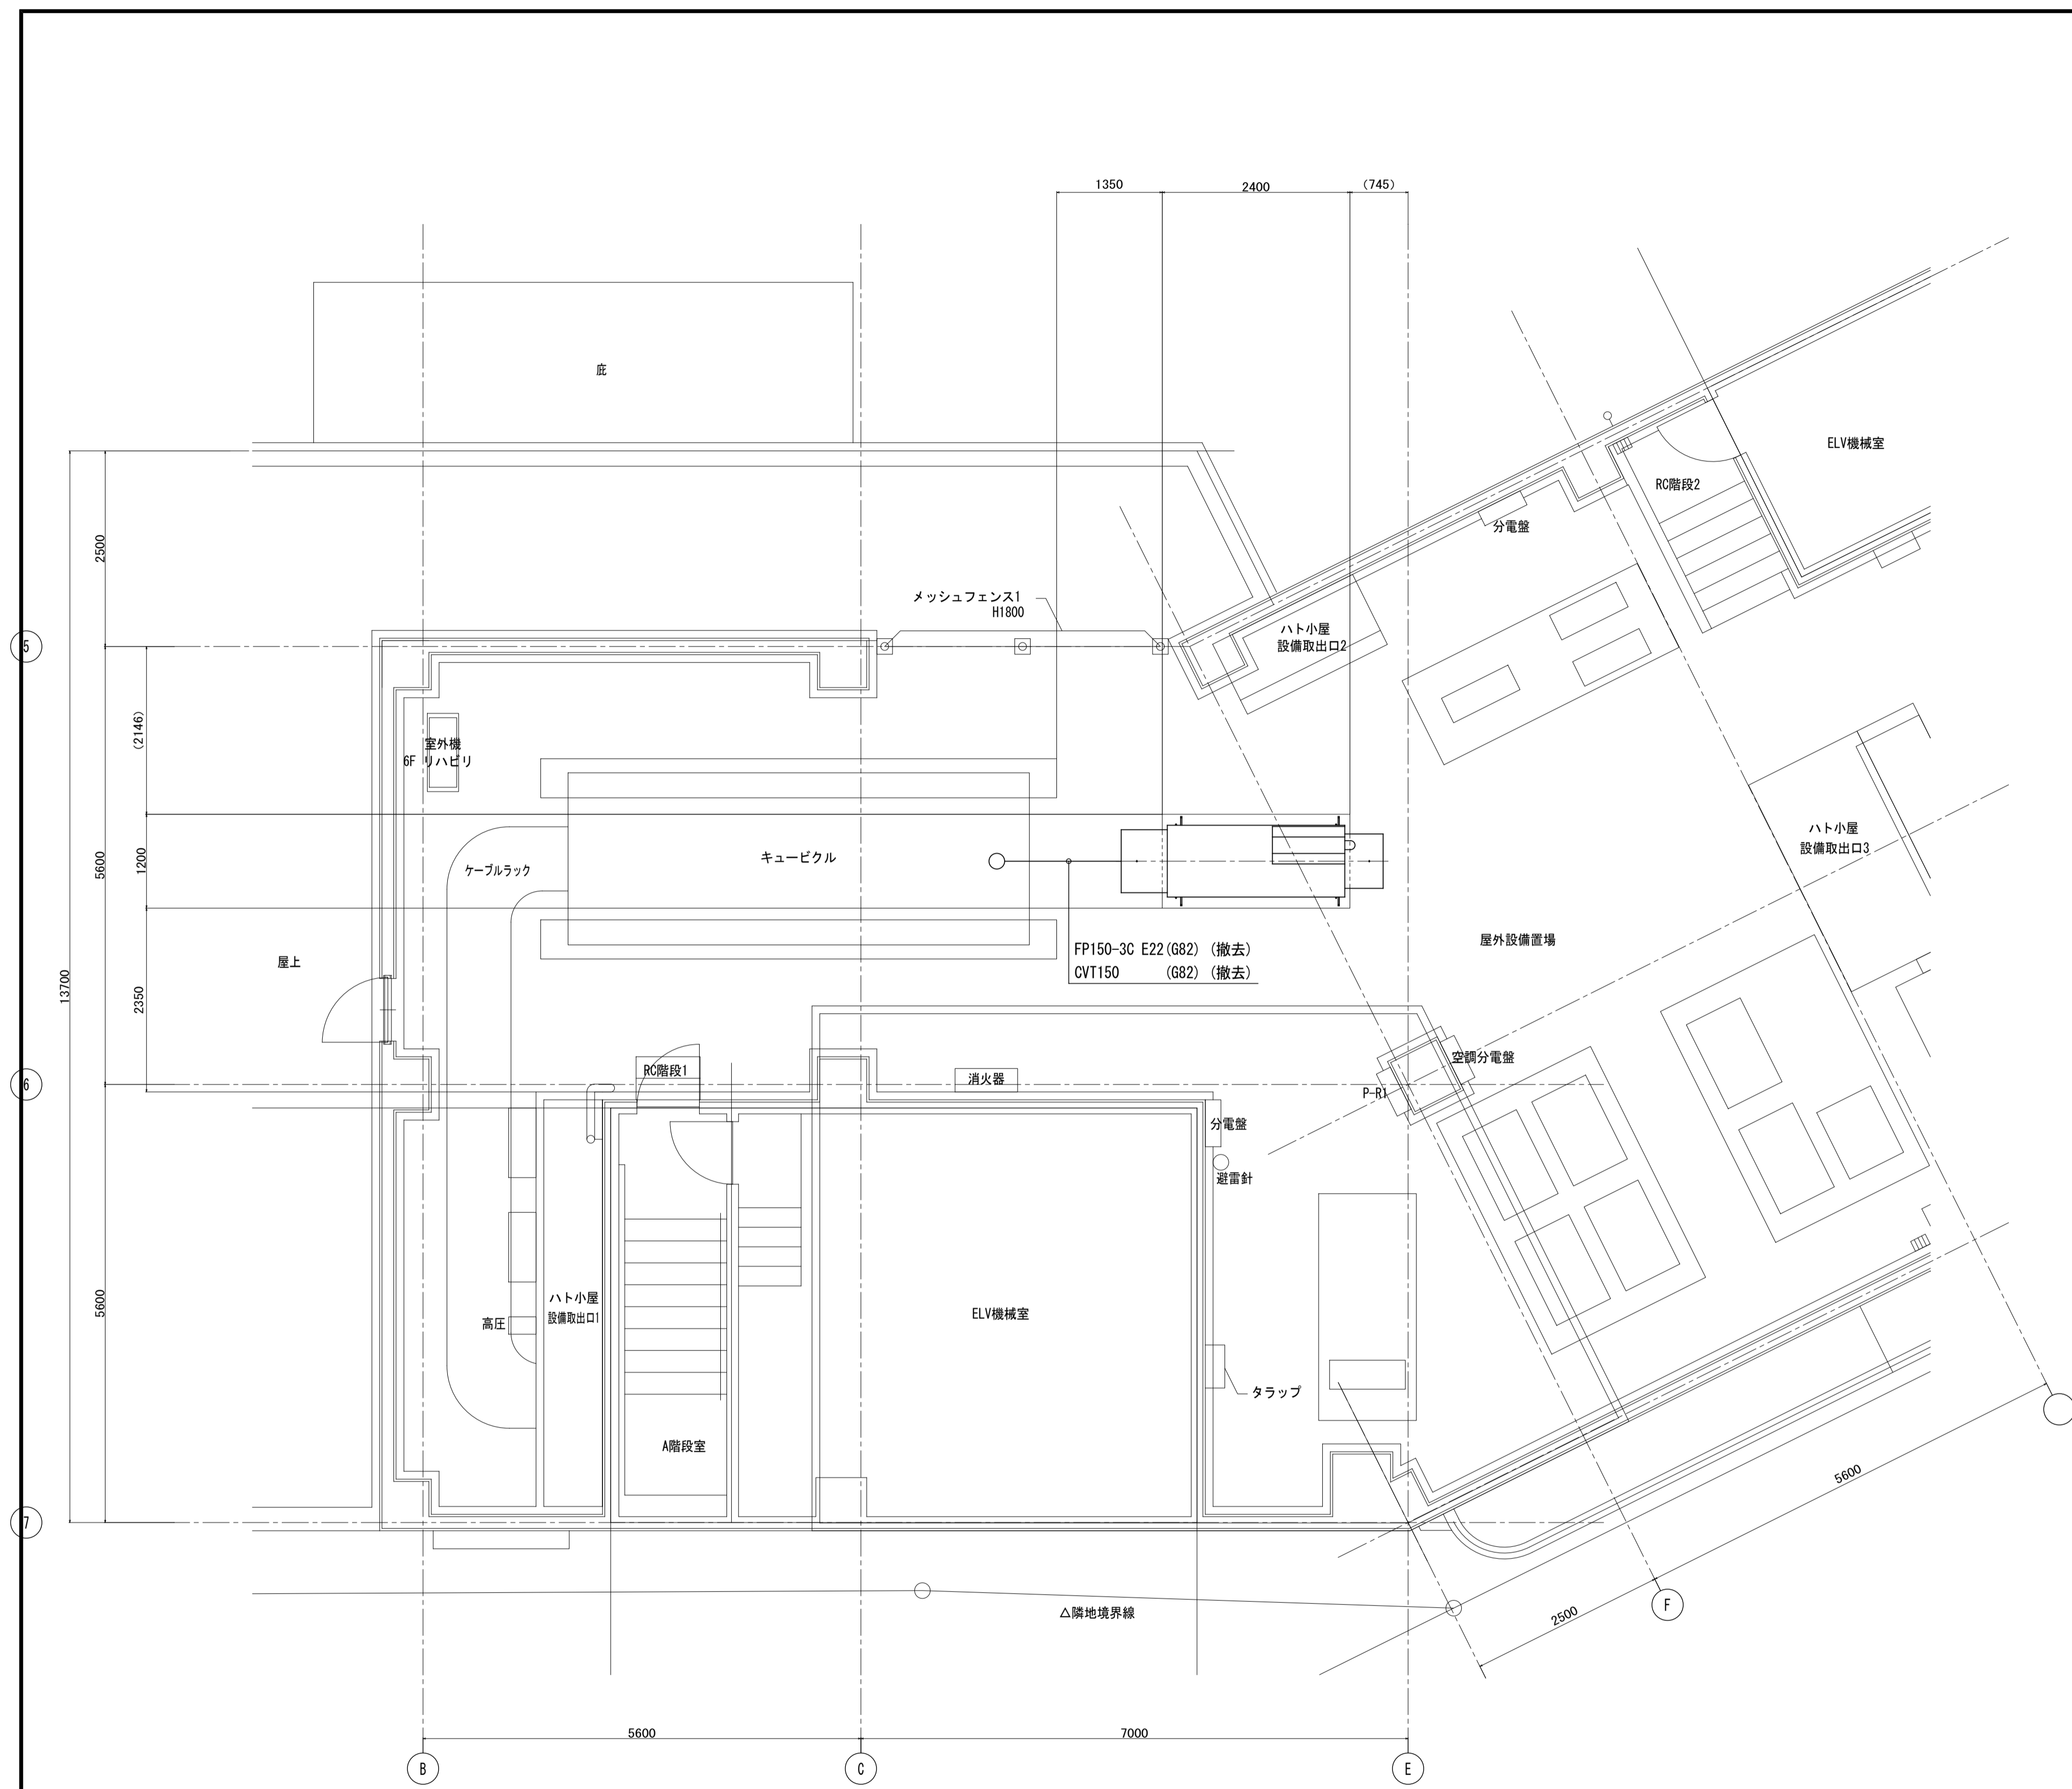 1350
2400
(745)
庇
ELV機械室
RC階段2
分電盤
2500
メッシュフェンス1
H1800
ハト小屋
設備取出口2
5
(2146)
室外機
6F リハビリ
ハト小屋
設備取出口3
5600
1200
ケーブルラック
キュービクル
屋外設備置場
FP150-3C E22(G82) (撤去)
CVT150 (G82) (撤去)
屋上
13700
2350
空調分電盤
RC階段1
消火器
6
P-R1
分電盤
避雷針
5600
ハト小屋
設備取出口1
高圧
ELV機械室
タラップ
A階段室
5600
7
△隣地境界線
2500
F
5600
7000
B
C
E